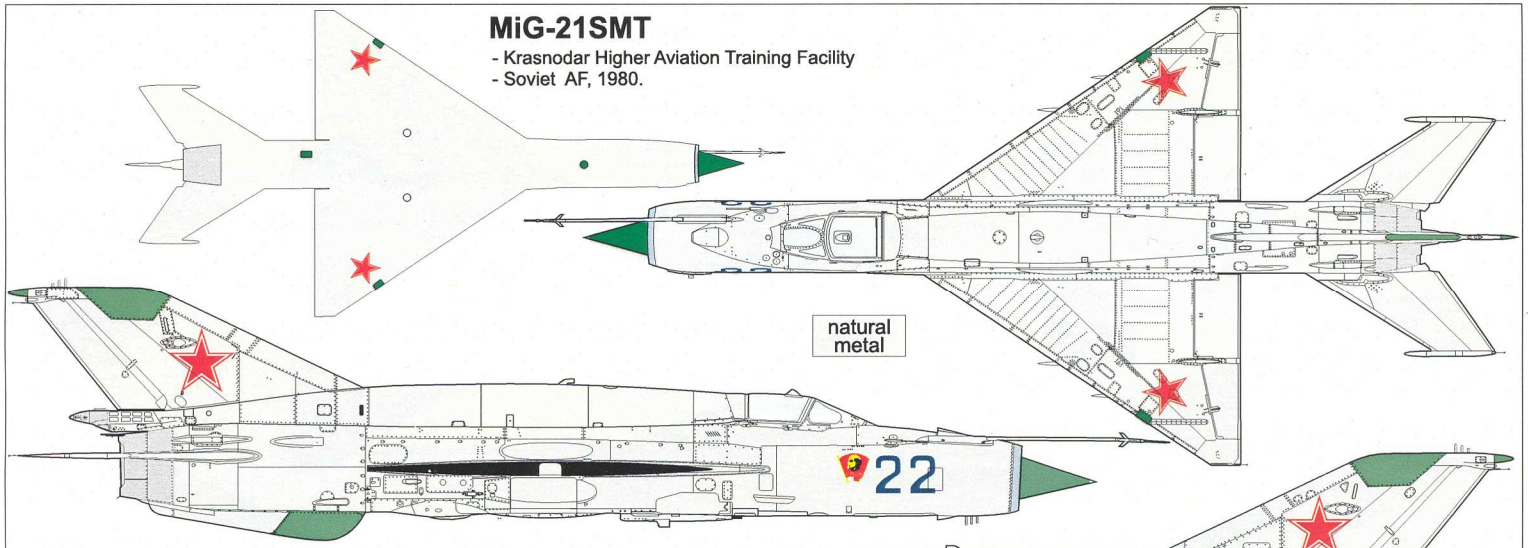 MiG-21SMT
- Krasnodar Higher Aviation Training Facility
- Soviet AF, 1980.
natural
metal
22